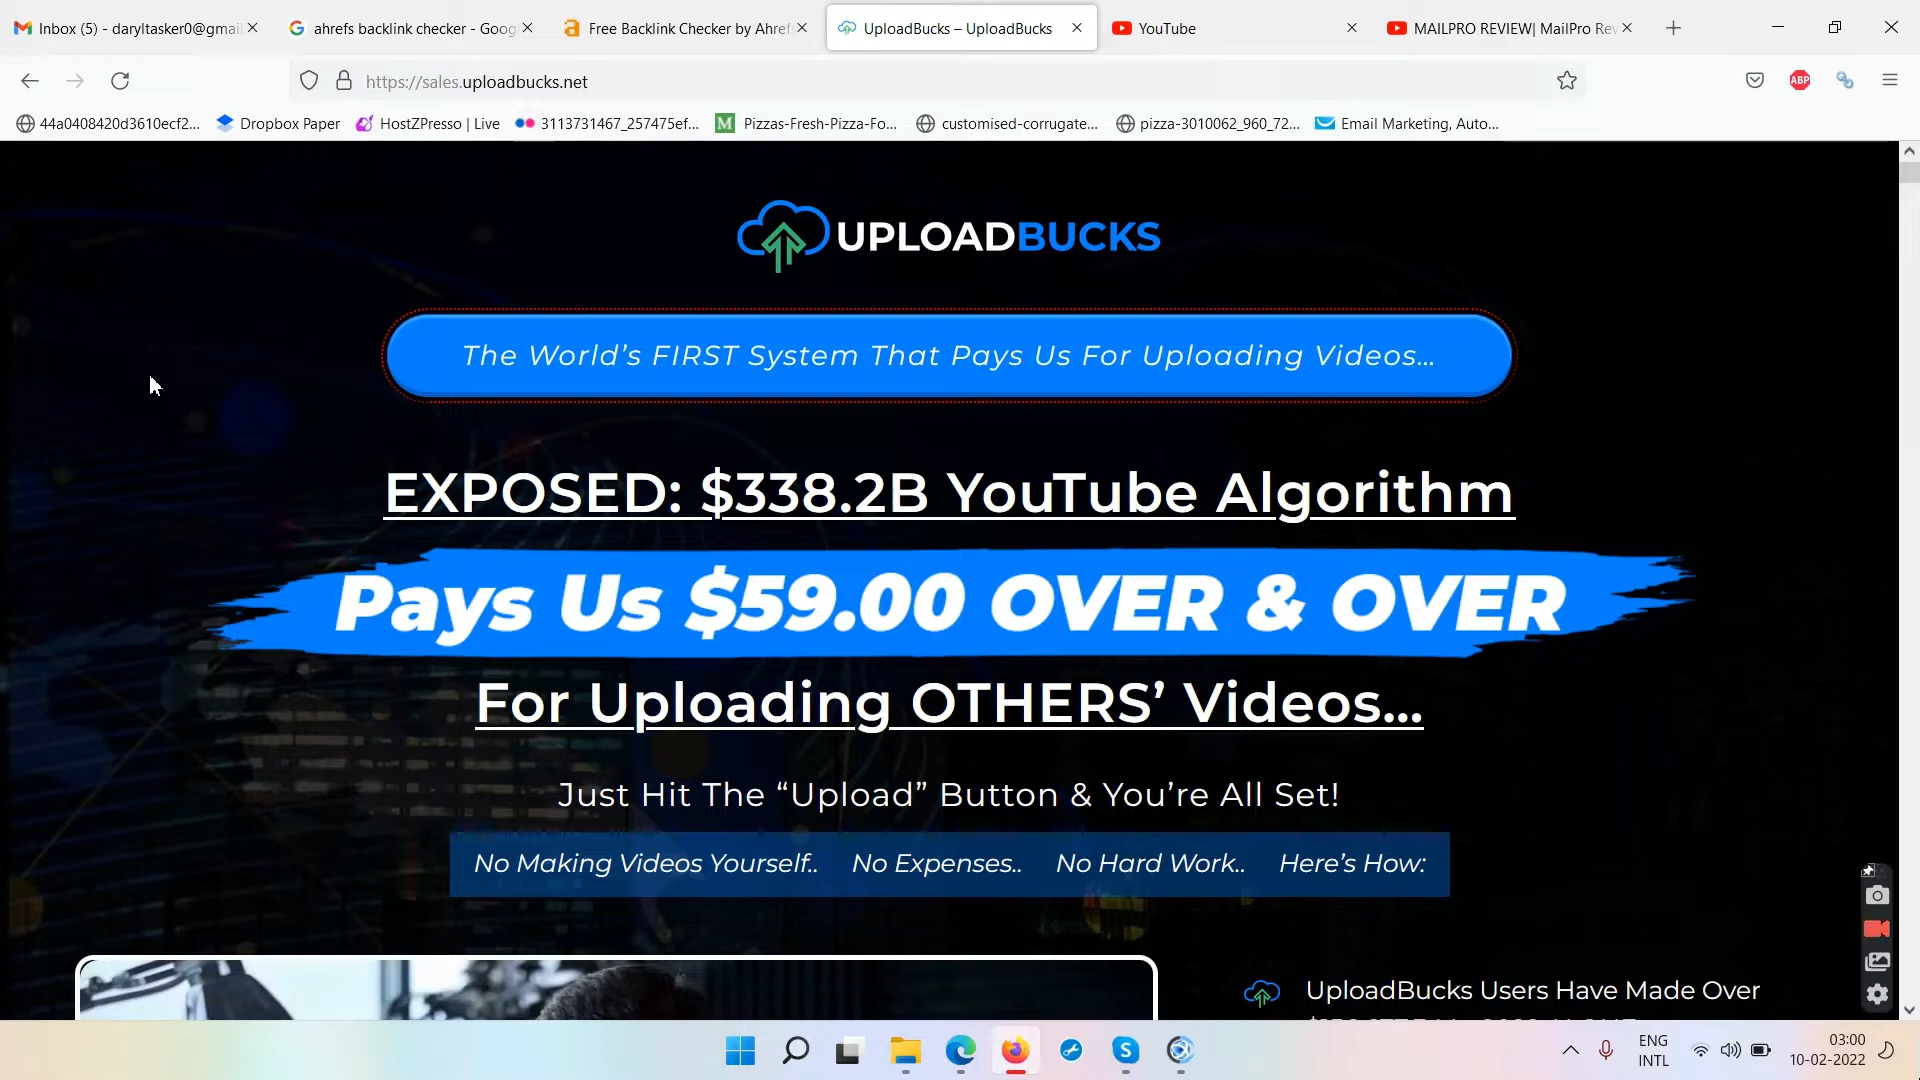 Inbox (5) - daryltasker0@gmai
ahrefs backlink checker - Goog
Free Backlink Checker by Ahrefs
UploadBucks – UploadBucks
YouTube
MAILPRO REVIEW| MailPro Rev
https://sales.uploadbucks.net
ABP
44a0408420d3610ecf2...
Dropbox Paper
HostZPresso | Live
3113731467_257475ef...
M
Pizzas-Fresh-Pizza-Fo...
customised-corrugate...
pizza-3010062_960_72...
Email Marketing, Auto...
UPLOADBUCKS
The World's FIRST System That Pays Us For Uploading Videos...
EXPOSED: $338.2B YouTube Algorithm
Pays Us $59.00 OVER & OVER
For Uploading OTHERS' Videos...
Just Hit The “Upload” Button & You're All Set!
No Making Videos Yourself.. No Expenses.. No Hard Work.. Here's How:
UploadBucks Users Have Made Over
ENG
INTL
03:00
10-02-2022